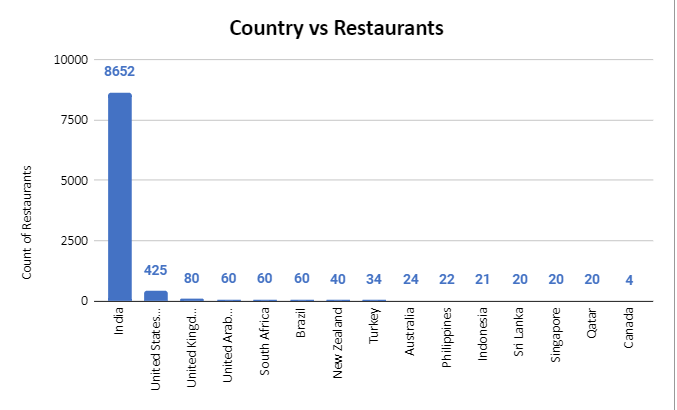 Country vs Restaurants
Count of Restaurants
10000
7500
5000
2500
0
8652
425
80
60
60
60
40
34
24
22
21
20
20
20
4
India
United States...
United Kingd...
United Arab...
South Africa
Brazil
New Zealand
Turkey
Australia
Philippines
Indonesia
Sri Lanka
Singapore
Qatar
Canada